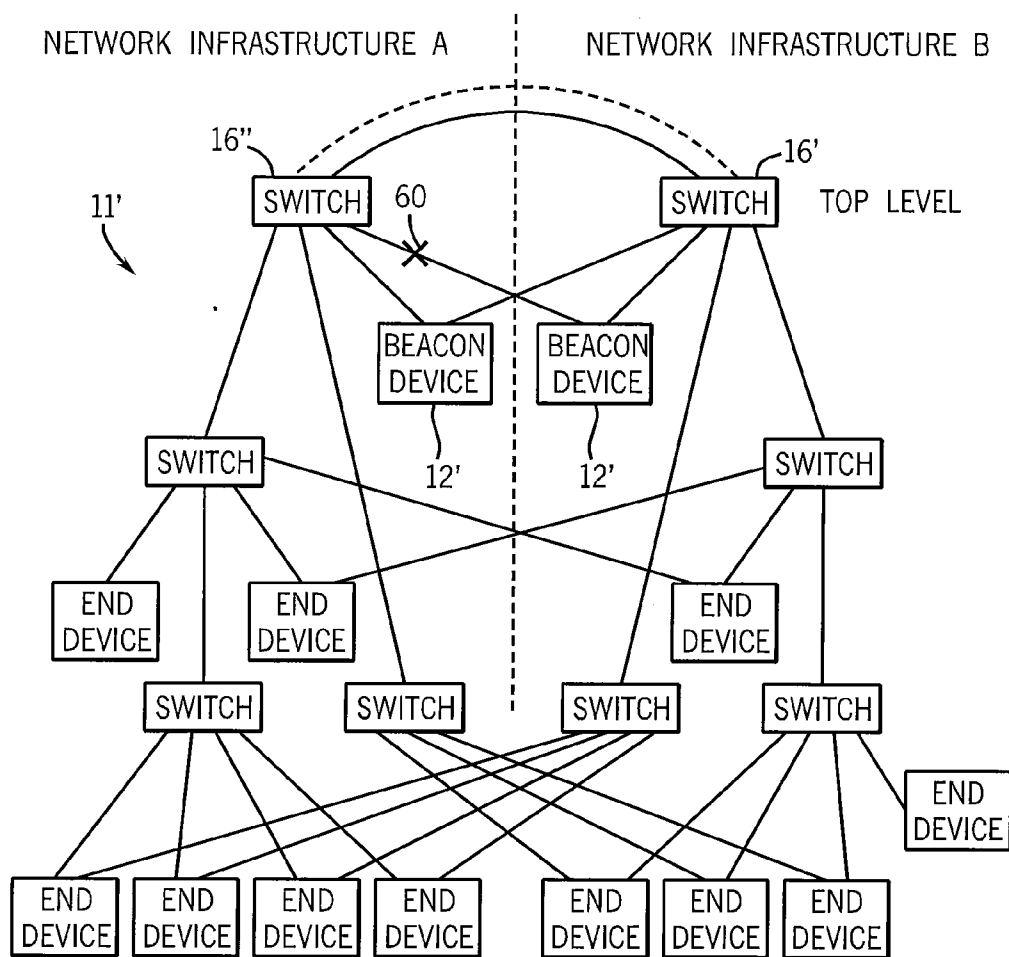 NETWORK INFRASTRUCTURE A
NETWORK INFRASTRUCTURE B
16"
16'
SWITCH
SWITCH
TOP LEVEL
11'
60
BEACON
DEVICE
BEACON
DEVICE
12'
12'
SWITCH
SWITCH
END
DEVICE
END
DEVICE
END
DEVICE
SWITCH
SWITCH
SWITCH
SWITCH
END
DEVICE
END
DEVICE
END
DEVICE
END
DEVICE
END
DEVICE
END
DEVICE
END
DEVICE
END
DEVICE